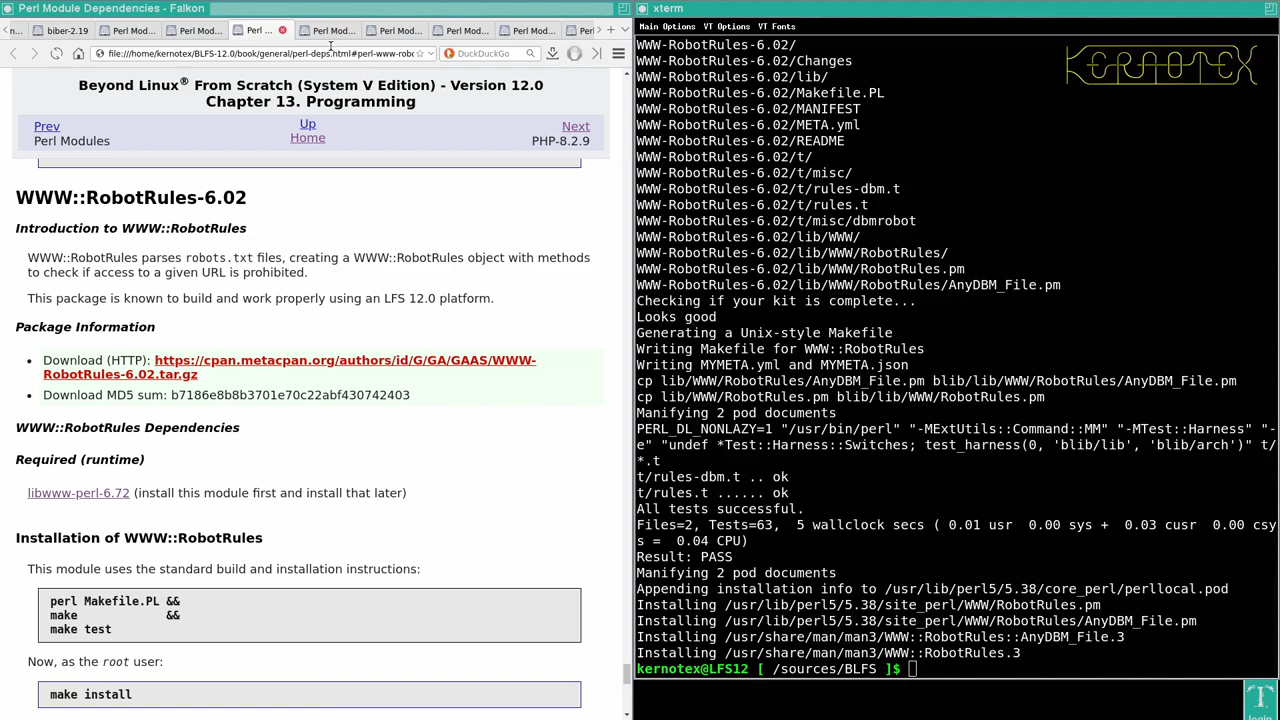 Perl Module Dependencies - Falkon
n...
biber-2.19
Perl Mod...
Perl Mod...
Perl ...
Perl Mod...
Perl Mod...
Perl Mod...
Perl Mod...
Per
file:///home/kernotex/BLFS-12.0/book/general/perl-deps.html#perl-www-robo
DuckDuckGo
Beyond Linux® From Scratch (System V Edition) - Version 12.0
Chapter 13. Programming
Prev
Up
Next
Perl Modules
Home
PHP-8.2.9
WWW::RobotRules-6.02
Introduction to WWW::RobotRules
WWW::RobotRules parses robots.txt files, creating a WWW::RobotRules object with methods
to check if access to a given URL is prohibited.
This package is known to build and work properly using an LFS 12.0 platform.
Package Information
• Download (HTTP): https://cpan.metacpan.org/authors/id/G/GA/GAAS/WWW-
RobotRules-6.02.tar.gz
• Download MD5 sum: b7186e8b8b3701e70c22abf430742403
WWW::RobotRules Dependencies
Required (runtime)
libwww-perl-6.72 (install this module first and install that later)
Installation of WWW::RobotRules
This module uses the standard build and installation instructions:
perl Makefile.PL &&
make             &&
make test
Now, as the root user:
make install
xterm
Main Options  VT Options  VT Fonts
KERNOTEX
WWW-RobotRules-6.02/
WWW-RobotRules-6.02/Changes
WWW-RobotRules-6.02/lib/
WWW-RobotRules-6.02/Makefile.PL
WWW-RobotRules-6.02/MANIFEST
WWW-RobotRules-6.02/META.yml
WWW-RobotRules-6.02/README
WWW-RobotRules-6.02/t/
WWW-RobotRules-6.02/t/misc/
WWW-RobotRules-6.02/t/rules-dbm.t
WWW-RobotRules-6.02/t/rules.t
WWW-RobotRules-6.02/t/misc/dbmrobot
WWW-RobotRules-6.02/lib/WWW/
WWW-RobotRules-6.02/lib/WWW/RobotRules/
WWW-RobotRules-6.02/lib/WWW/RobotRules.pm
WWW-RobotRules-6.02/lib/WWW/RobotRules/AnyDBM_File.pm
Checking if your kit is complete...
Looks good
Generating a Unix-style Makefile
Writing Makefile for WWW::RobotRules
Writing MYMETA.yml and MYMETA.json
cp lib/WWW/RobotRules/AnyDBM_File.pm blib/lib/WWW/RobotRules/AnyDBM_File.pm
cp lib/WWW/RobotRules.pm blib/lib/WWW/RobotRules.pm
Manifying 2 pod documents
PERL_DL_NONLAZY=1 "/usr/bin/perl" "-MExtUtils::Command::MM" "-MTest::Harness" "-
e" "undef *Test::Harness::Switches; test_harness(0, 'blib/lib', 'blib/arch')" t/
*.t
t/rules-dbm.t .. ok
t/rules.t ...... ok
All tests successful.
Files=2, Tests=63,  5 wallclock secs ( 0.01 usr  0.00 sys +  0.03 cusr  0.00 csy
s =  0.04 CPU)
Result: PASS
Manifying 2 pod documents
Appending installation info to /usr/lib/perl5/5.38/core_perl/perllocal.pod
Installing /usr/lib/perl5/5.38/site_perl/WWW/RobotRules.pm
Installing /usr/lib/perl5/5.38/site_perl/WWW/RobotRules/AnyDBM_File.pm
Installing /usr/share/man/man3/WWW::RobotRules::AnyDBM_File.3
Installing /usr/share/man/man3/WWW::RobotRules.3
kernotex@LFS12 [ /sources/BLFS ]$
login